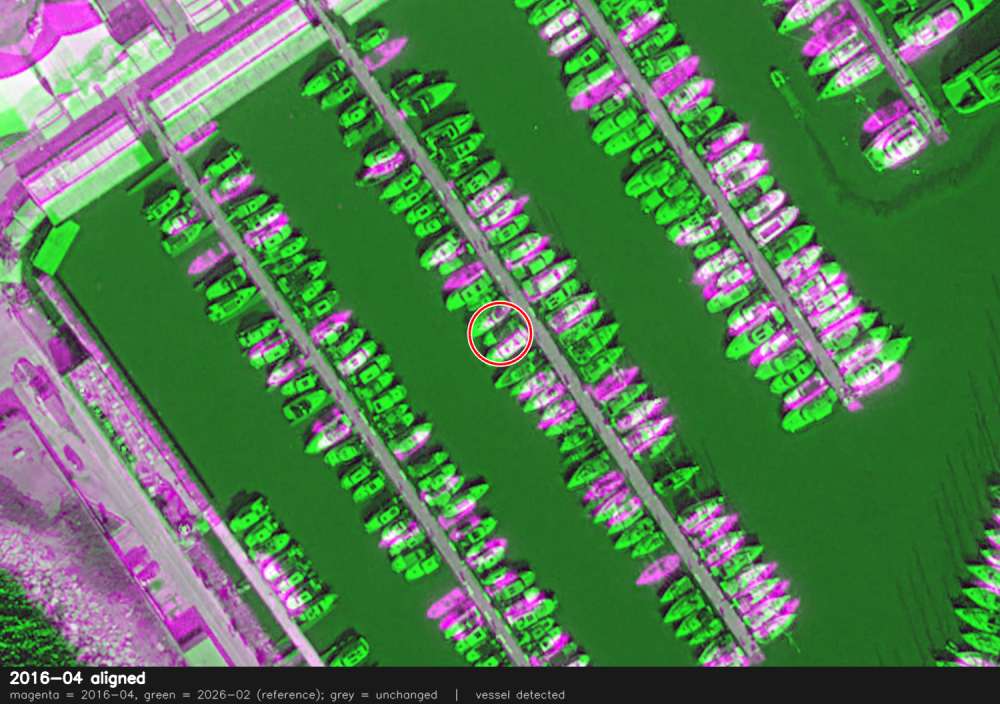 2016-04 aligned
magenta = 2016-04, green = 2026-02 (reference); grey = unchanged | vessel detected